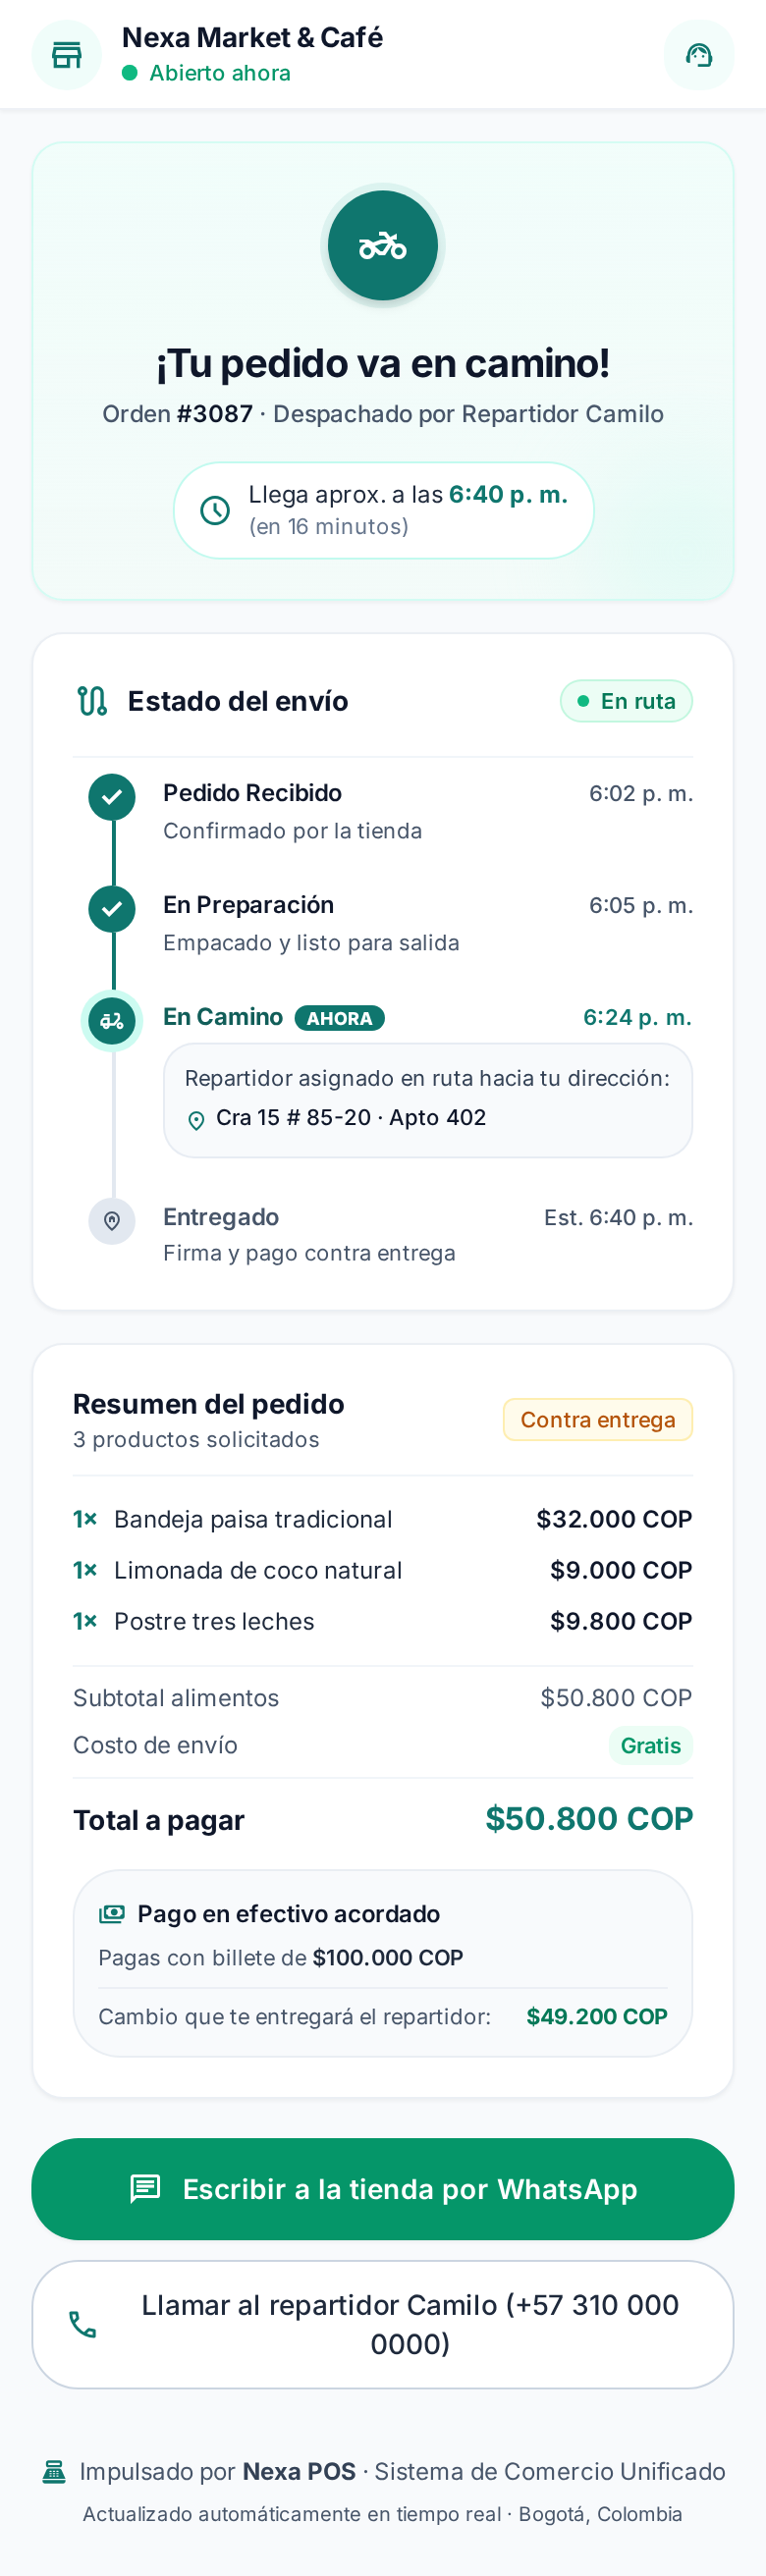 Nexa Market & Café
Abierto ahora
¡Tu pedido va en camino!
Orden #3087 · Despachado por Repartidor Camilo
Llega aprox. a las 6:40 p. m.
(en 16 minutos)
Estado del envío
En ruta
Pedido Recibido
6:02 p. m.
Confirmado por la tienda
En Preparación
6:05 p. m.
Empacado y listo para salida
En Camino AHORA
6:24 p. m.
Repartidor asignado en ruta hacia tu dirección:
Cra 15 # 85-20 · Apto 402
Entregado
Est. 6:40 p. m.
Firma y pago contra entrega
Resumen del pedido
3 productos solicitados
Contra entrega
1× Bandeja paisa tradicional $32.000 COP
1× Limonada de coco natural $9.000 COP
1× Postre tres leches $9.800 COP
Subtotal alimentos $50.800 COP
Costo de envío Gratis
Total a pagar $50.800 COP
Pago en efectivo acordado
Pagas con billete de $100.000 COP
Cambio que te entregará el repartidor: $49.200 COP
Escribir a la tienda por WhatsApp
Llamar al repartidor Camilo (+57 310 000
0000)
Impulsado por Nexa POS · Sistema de Comercio Unificado
Actualizado automáticamente en tiempo real · Bogotá, Colombia